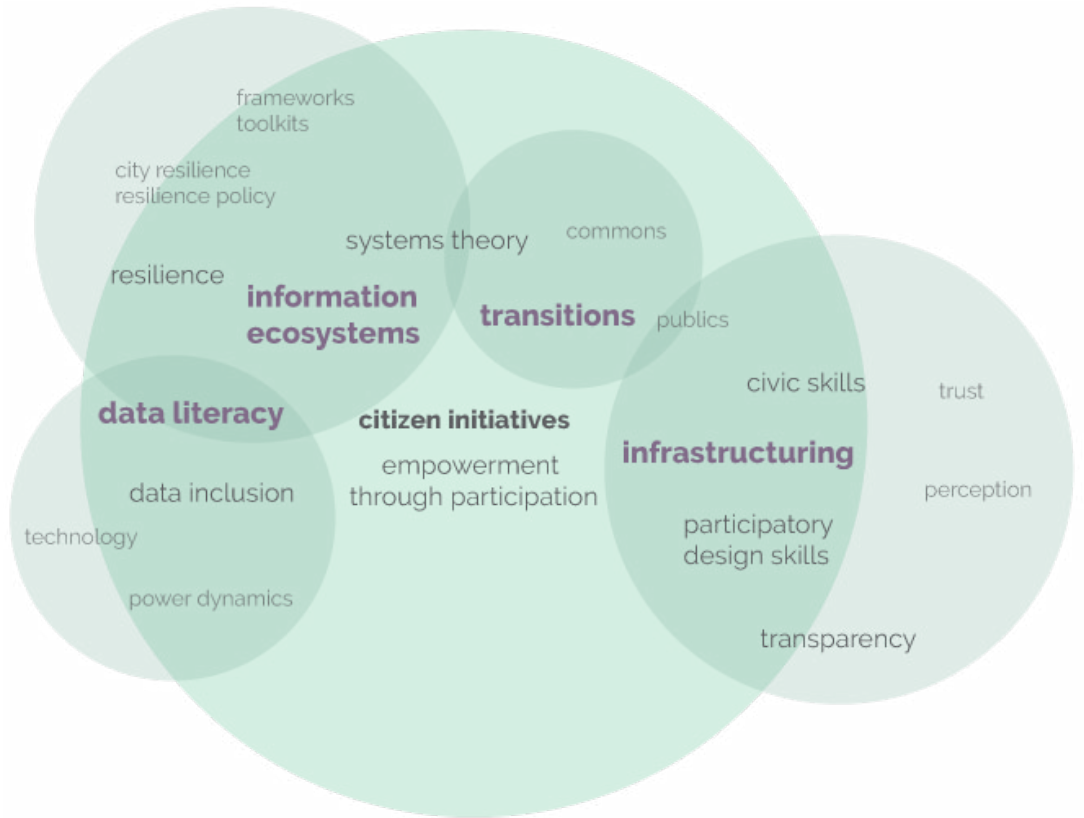 frameworks
toolkits
city resilience
resilience policy
systems theory
commons
resilience
information
ecosystems
transitions
publics
civic skills
trust
data literacy
citizen initiatives
infrastructuring
empowerment
through participation
data inclusion
perception
technology
participatory
design skills
power dynamics
transparency